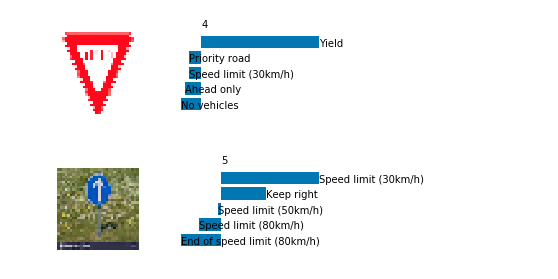 4
Yield
Priority road
Speed limit (30km/h)
Ahead only
No vehicles
5
Speed limit (30km/h)
Keep right
Speed limit (50km/h)
Speed limit (80km/h)
End of speed limit (80km/h)